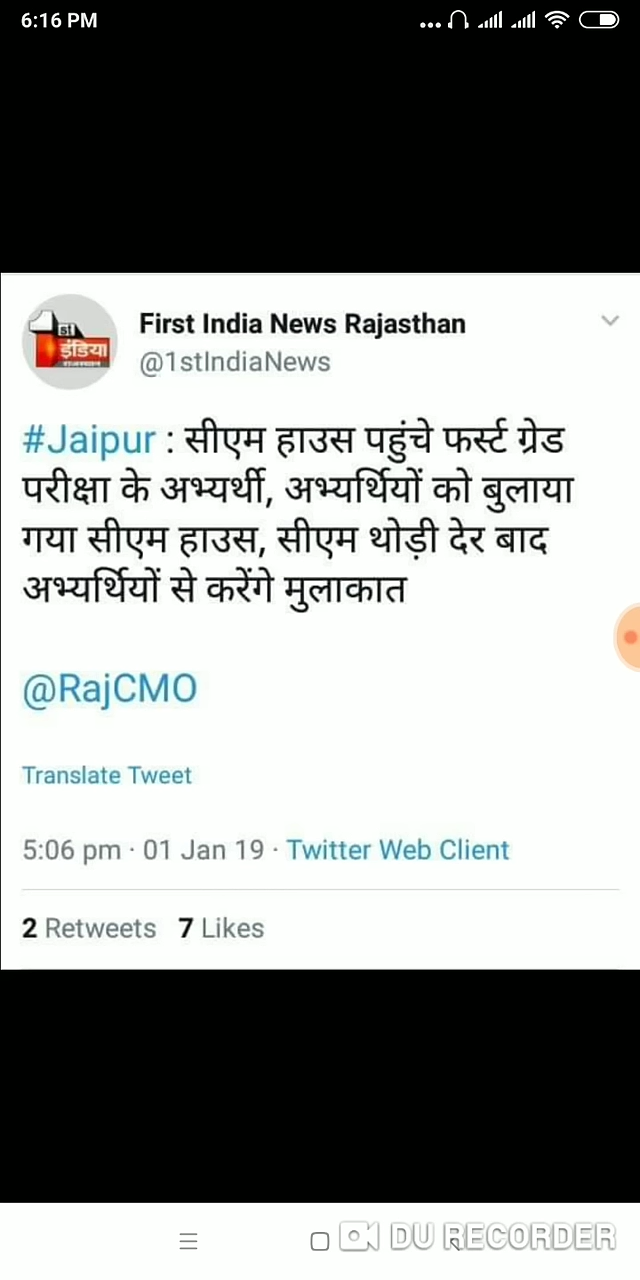 6:16 PM
1st
इंडिया
First India News Rajasthan
@1stIndiaNews
#Jaipur : सीएम हाउस पहुंचे फर्स्ट ग्रेड
परीक्षा के अभ्यर्थी, अभ्यर्थियों को बुलाया
गया सीएम हाउस, सीएम थोड़ी देर बाद
अभ्यर्थियों से करेंगे मुलाकात
@RajCMO
Translate Tweet
5:06 pm · 01 Jan 19 · Twitter Web Client
2 Retweets 7 Likes
DU RECORDER